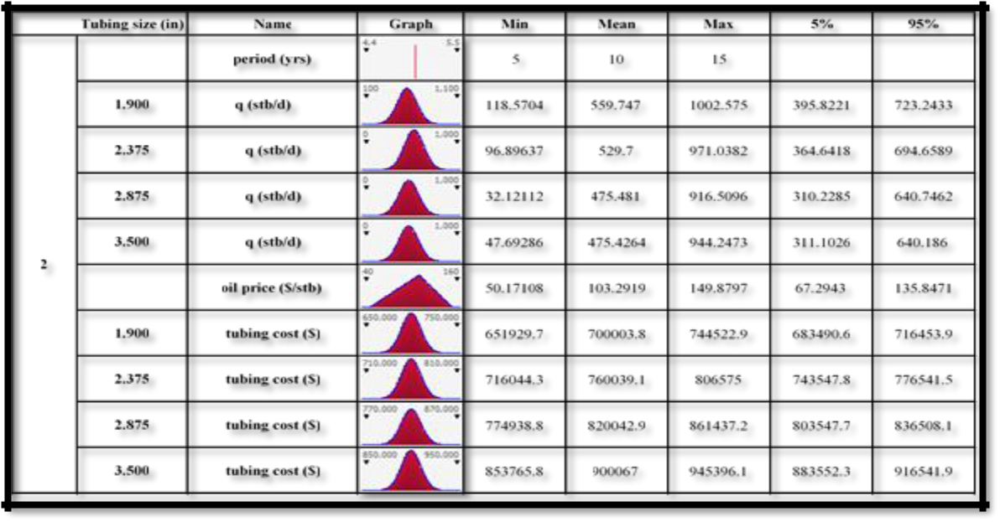 Tubing size (in) Name Graph Min Mean Max 5% 95%
4.4 5.5
period (yrs) 5 10 15
100 1,100
1.900 q (stb/d) 118.5704 559.747 1002.575 395.8221 723.2433
0 1,000
2.375 q (stb/d) 96.89637 529.7 971.0382 364.6418 694.6589
0 1,000
2.875 q (stb/d) 32.12112 475.481 916.5096 310.2285 640.7462
0 1,000
3.500 q (stb/d) 47.69286 475.4264 944.2473 311.1026 640.186
2
40 160
oil price ($/stb) 50.17108 103.2919 149.8797 67.2943 135.8471
650,000 750,000
1.900 tubing cost ($) 651929.7 700003.8 744522.9 683490.6 716453.9
710,000 810,000
2.375 tubing cost ($) 716044.3 760039.1 806575 743547.8 776541.5
770,000 870,000
2.875 tubing cost ($) 774938.8 820042.9 861437.2 803547.7 836508.1
850,000 950,000
3.500 tubing cost ($) 853765.8 900067 945396.1 883552.3 916541.9